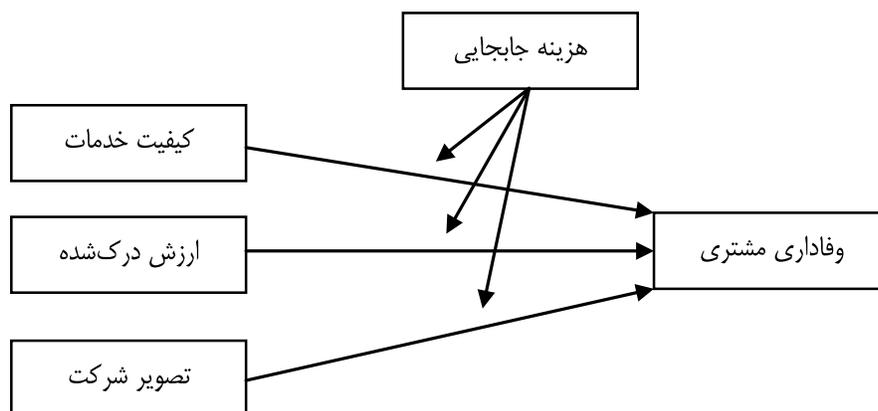 هزینه جابجایی
کیفیت خدمات
ارزش درک‌شده
وفاداری مشتری
تصویر شرکت